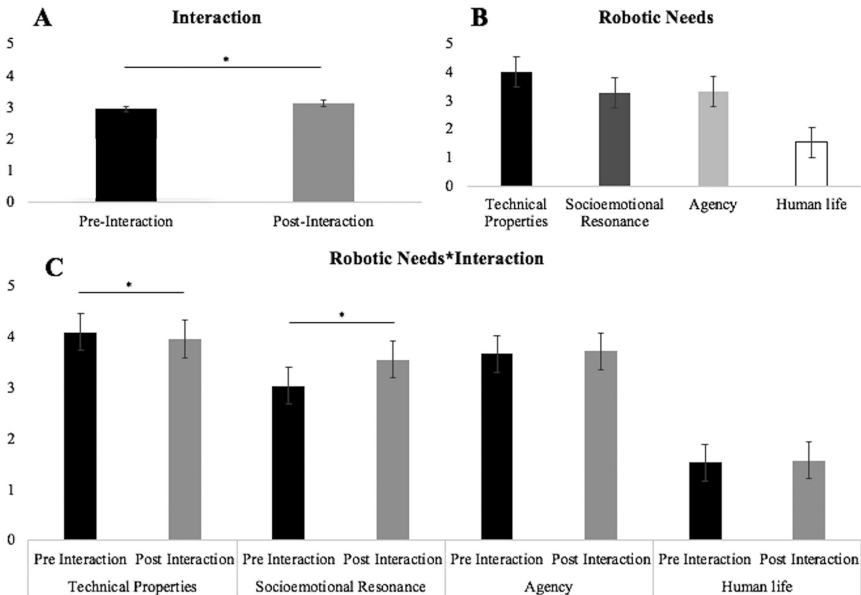 A
Interaction
5
4
3
2
1
0
*
Pre-Interaction
Post-Interaction
B
Robotic Needs
5
4
3
2
1
0
Technical
Properties
Socioemotional
Resonance
Agency
Human life
C
Robotic Needs*Interaction
5
4
3
2
1
0
*
*
Pre Interaction
Post Interaction
Pre Interaction
Post Interaction
Pre Interaction
Post Interaction
Pre Interaction
Post Interaction
Technical Properties
Socioemotional Resonance
Agency
Human life